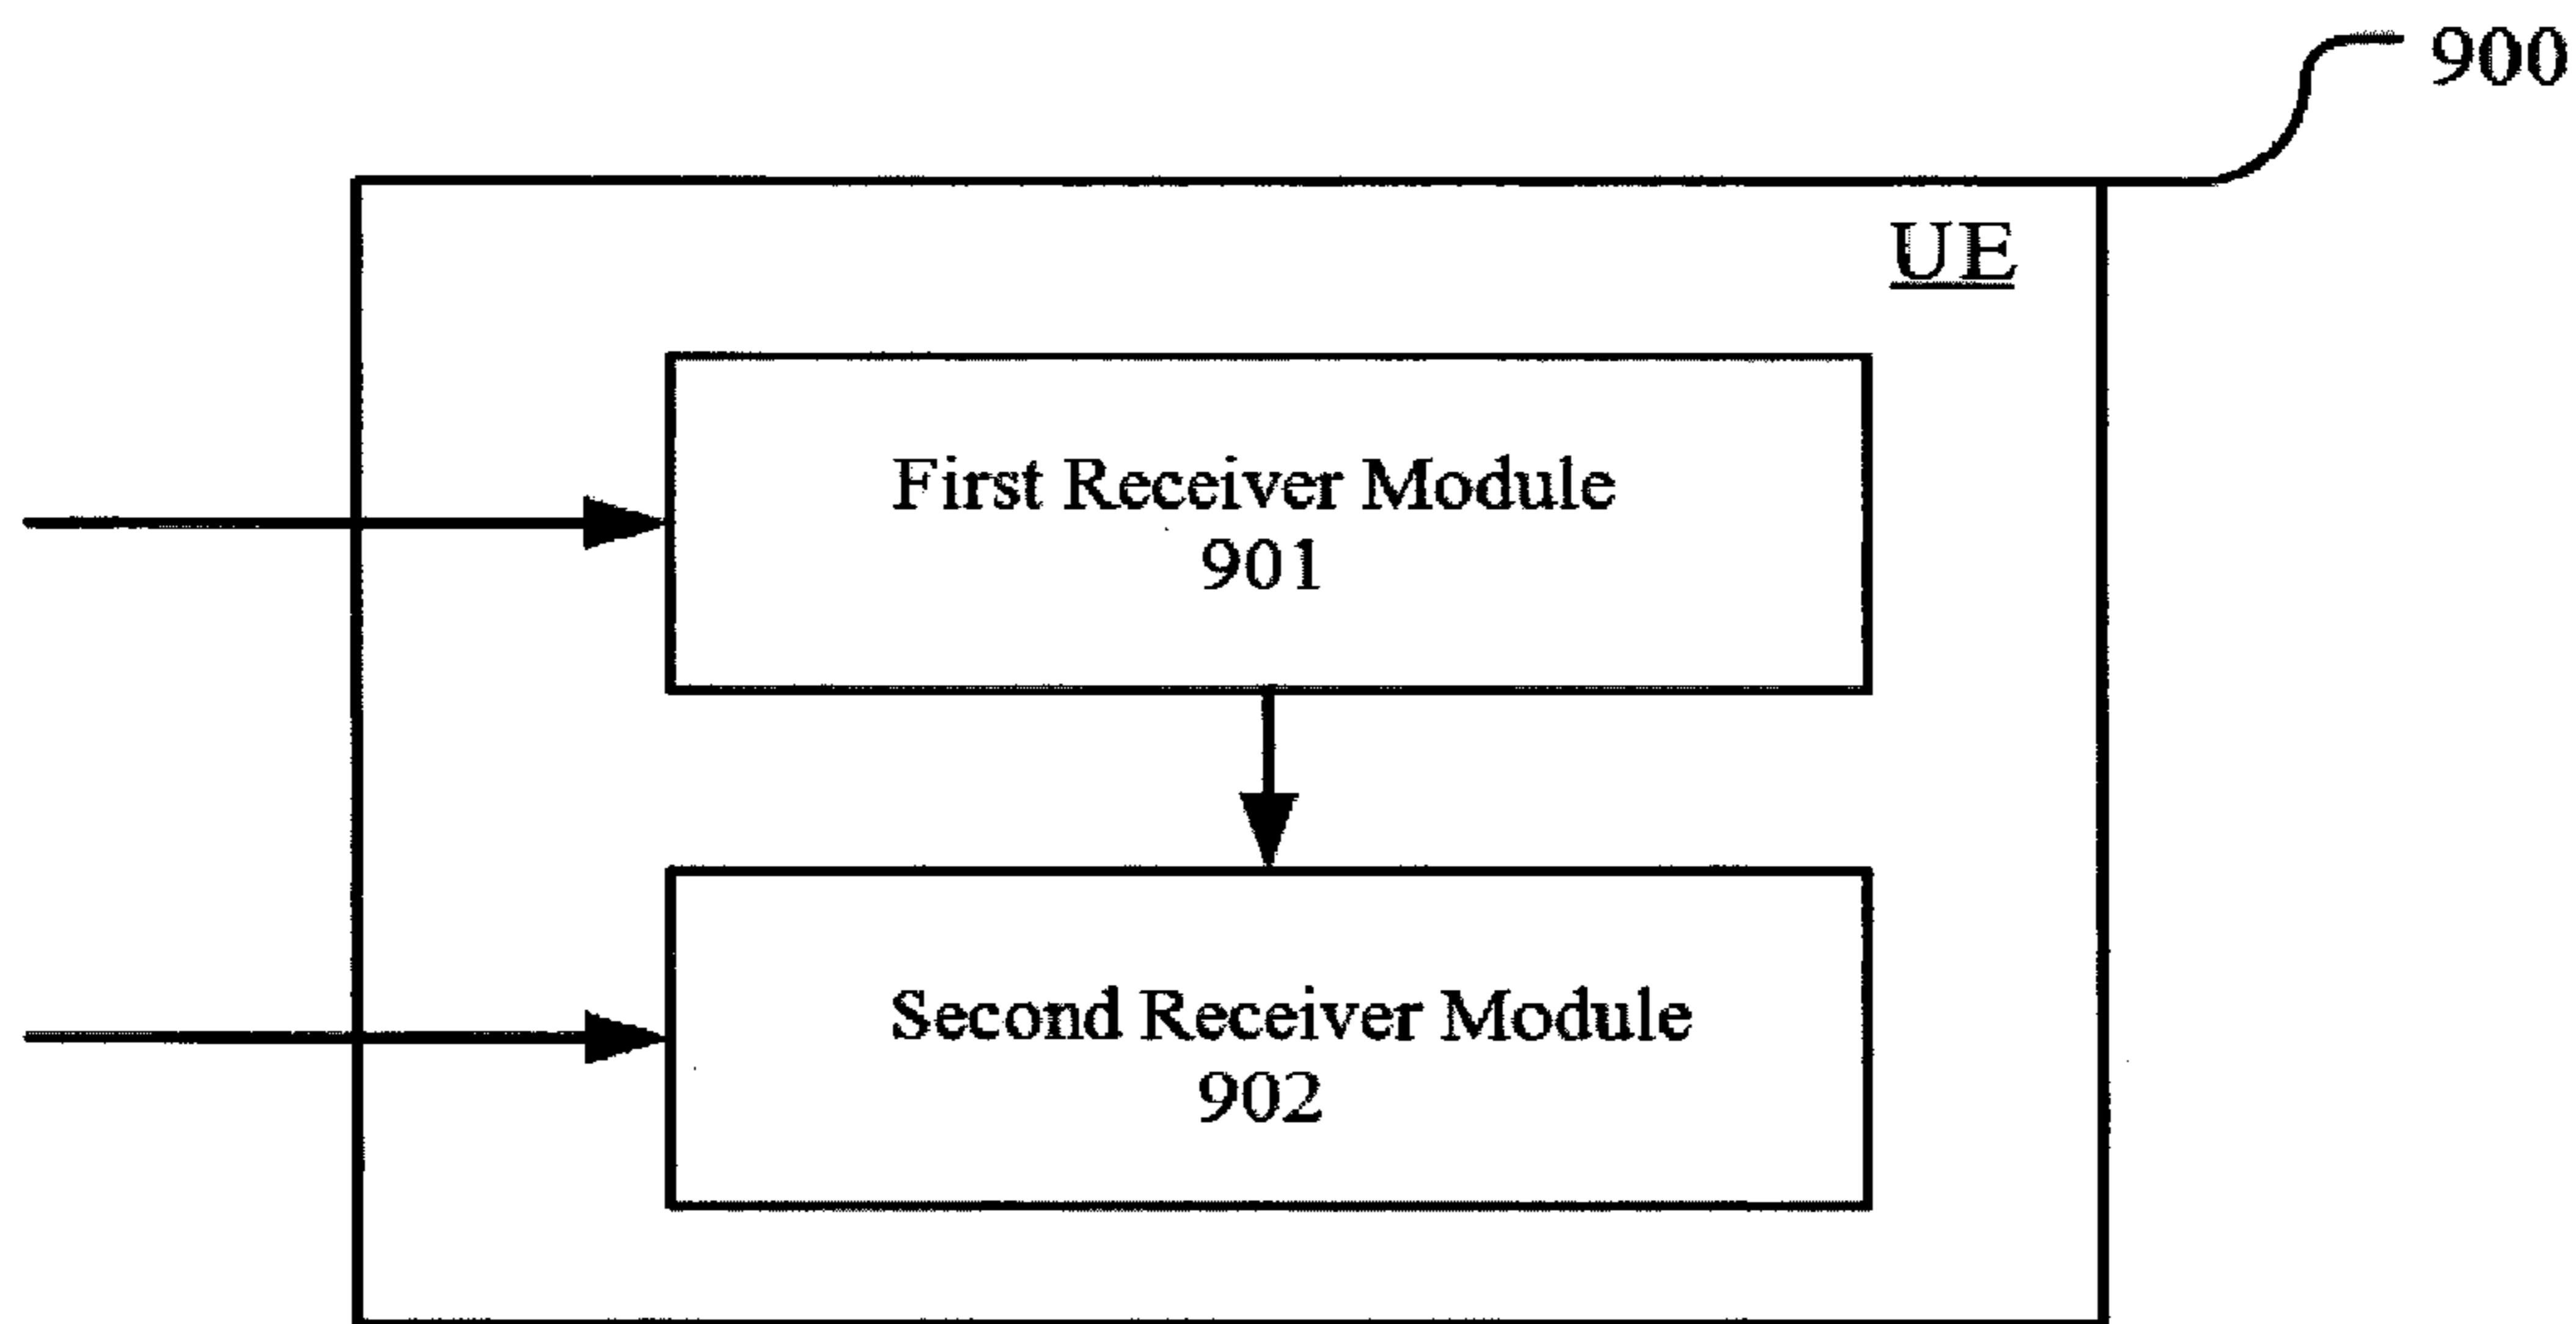 900
UE
First Receiver Module
901
Second Receiver Module
902